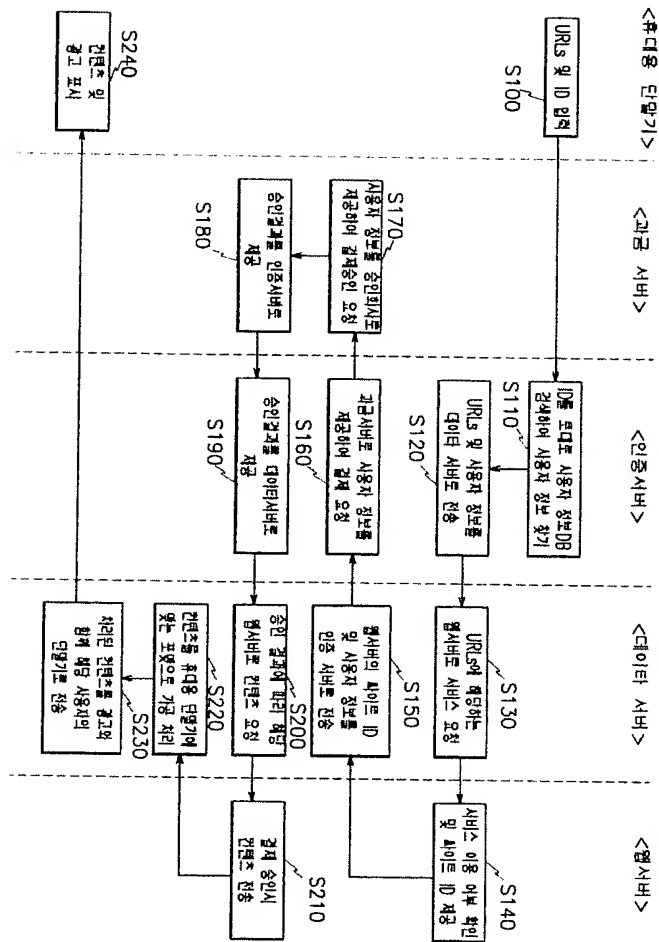 <휴대용 단말기>
<과금 서버>
<인증서버>
<데이타 서버>
<웹서버>
URLs 및 ID 입력
S100
ID를 토대로 사용자 정보DB
검색하여 사용자 정보 찾기
S110
URLs 및 사용자 정보를
데이타 서버로 전송
S120
URLs에 해당하는
웹서버로 서비스 요청
S130
서비스 이용 여부 확인
및 싸이트 ID 제공
S140
웹서버의 싸이트 ID
및 사용자 정보를
인증 서버로 전송
S150
과금서버로 사용자 정보를
제공하여 결제 요청
S160
사용자 정보를 승인회사로
제공하여 결제승인 요청
S170
승인결과를 인증서버로
제공
S180
승인결과를 데이타서버로
제공
S190
승인 결과에 따라 해당
웹서버로 컨텐츠 요청
S200
결제 승인시
컨텐츠 전송
S210
컨텐츠를 휴대용 단말기에
맞는 포맷으로 가공 처리
S220
처리된 컨텐츠를 광고와
함께 해당 사용자의
단말기로 전송
S230
컨텐츠 및
광고 표시
S240